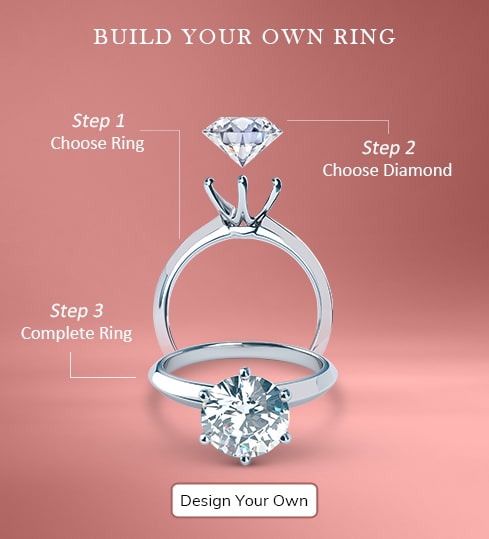 BUILD YOUR OWN RING
Step 1
Choose Ring
Step 2
Choose Diamond
Step 3
Complete Ring
Design Your Own